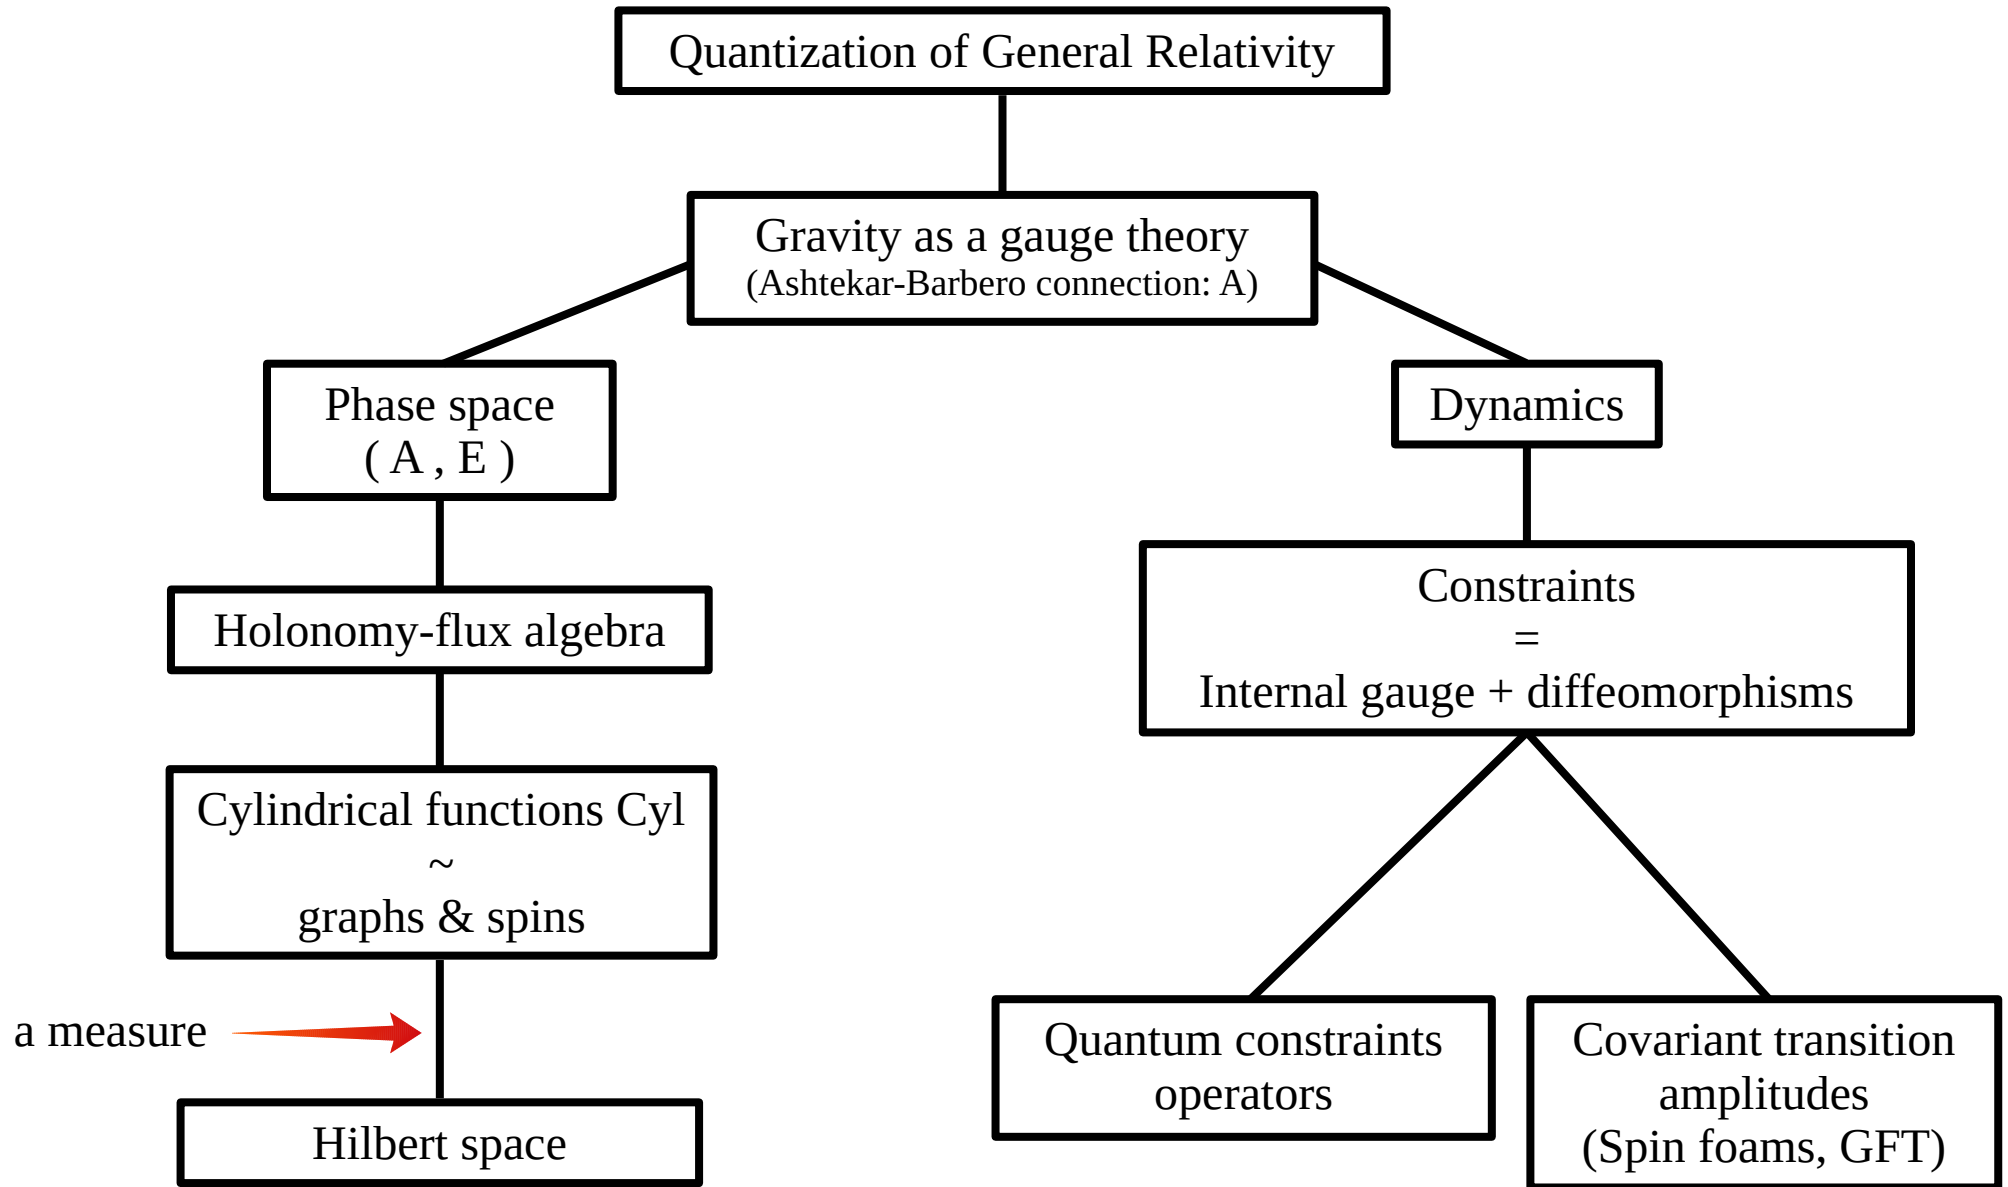 Quantization of General Relativity
Gravity as a gauge theory
(Ashtekar-Barbero connection: A)
Phase space
( A , E )
Dynamics
Holonomy-flux algebra
Constraints
=
Internal gauge + diffeomorphisms
Cylindrical functions Cyl
~
graphs & spins
a measure
Hilbert space
Quantum constraints
operators
Covariant transition
amplitudes
(Spin foams, GFT)